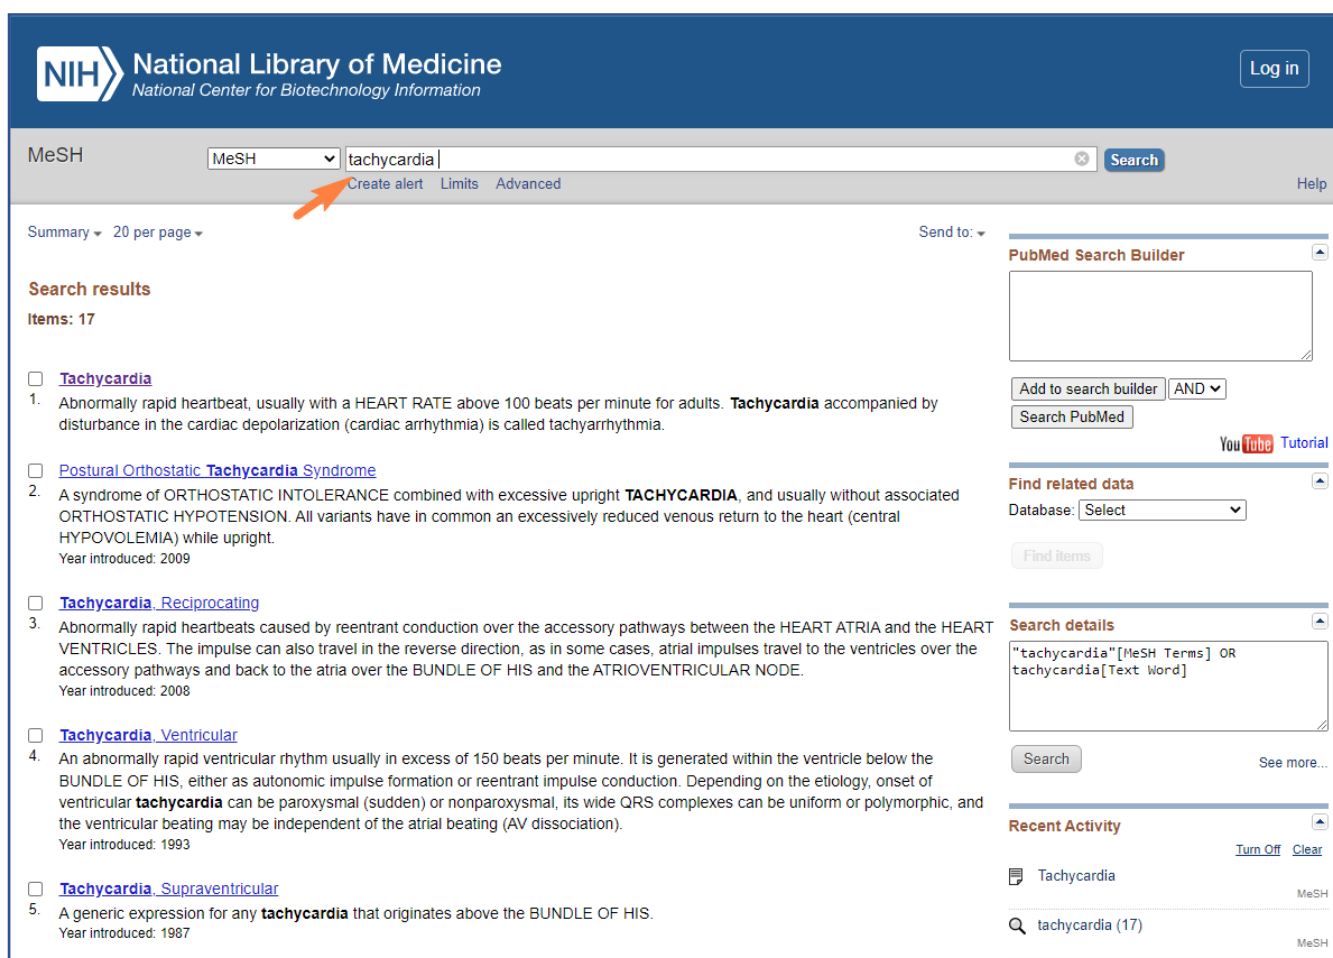 NIH National Library of Medicine
National Center for Biotechnology Information
Log in
MeSH
MeSH
tachycardia
Search
Create alert Limits Advanced
Help
Summary 20 per page
Send to:
Search results
Items: 17
Tachycardia
1. Abnormally rapid heartbeat, usually with a HEART RATE above 100 beats per minute for adults. Tachycardia accompanied by
disturbance in the cardiac depolarization (cardiac arrhythmia) is called tachyarrhythmia.
Postural Orthostatic Tachycardia Syndrome
2. A syndrome of ORTHOSTATIC INTOLERANCE combined with excessive upright TACHYCARDIA, and usually without associated
ORTHOSTATIC HYPOTENSION. All variants have in common an excessively reduced venous return to the heart (central
HYPOVOLEMIA) while upright.
Year introduced: 2009
Tachycardia, Reciprocating
3. Abnormally rapid heartbeats caused by reentrant conduction over the accessory pathways between the HEART ATRIA and the HEART
VENTRICLES. The impulse can also travel in the reverse direction, as in some cases, atrial impulses travel to the ventricles over the
accessory pathways and back to the atria over the BUNDLE OF HIS and the ATRIOVENTRICULAR NODE.
Year introduced: 2008
Tachycardia, Ventricular
4. An abnormally rapid ventricular rhythm usually in excess of 150 beats per minute. It is generated within the ventricle below the
BUNDLE OF HIS, either as autonomic impulse formation or reentrant impulse conduction. Depending on the etiology, onset of
ventricular tachycardia can be paroxysmal (sudden) or nonparoxysmal, its wide QRS complexes can be uniform or polymorphic, and
the ventricular beating may be independent of the atrial beating (AV dissociation).
Year introduced: 1993
Tachycardia, Supraventricular
5. A generic expression for any tachycardia that originates above the BUNDLE OF HIS.
Year introduced: 1987
PubMed Search Builder
Add to search builder AND
Search PubMed
YouTube Tutorial
Find related data
Database: Select
Find items
Search details
"tachycardia"[MeSH Terms] OR
tachycardia[Text Word]
Search
See more...
Recent Activity
Turn Off Clear
Tachycardia
MeSH
tachycardia (17)
MeSH